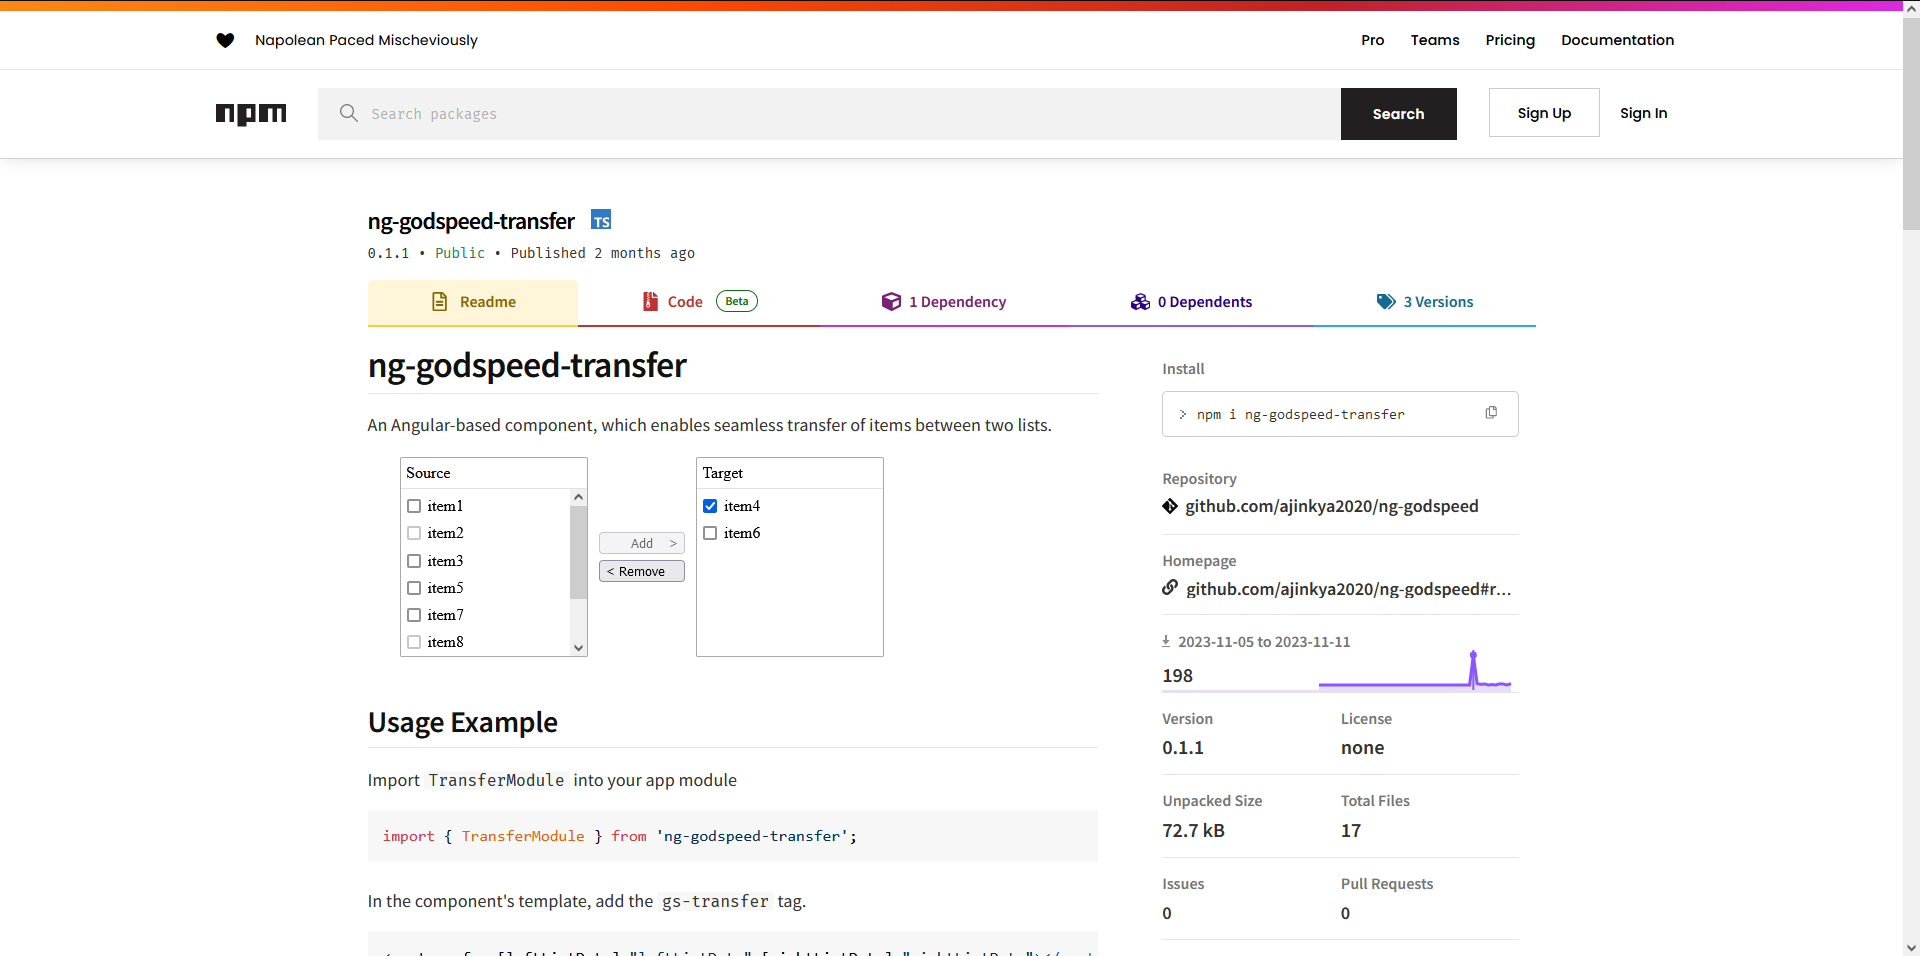 Napolean Paced Mischeviously
Pro Teams Pricing Documentation
npm
Search packages
Search
Sign Up
Sign In
ng-godspeed-transfer TS
0.1.1 • Public • Published 2 months ago
Readme
Code Beta
1 Dependency
0 Dependents
3 Versions
ng-godspeed-transfer
An Angular-based component, which enables seamless transfer of items between two lists.
Source
item1
item2
item3
item5
item7
item8
Add >
< Remove
Target
item4
item6
Usage Example
Import TransferModule into your app module
import { TransferModule } from 'ng-godspeed-transfer';
In the component's template, add the gs-transfer tag.
Install
> npm i ng-godspeed-transfer
Repository
github.com/ajinkya2020/ng-godspeed
Homepage
github.com/ajinkya2020/ng-godspeed#r...
2023-11-05 to 2023-11-11
198
Version
0.1.1
License
none
Unpacked Size
72.7 kB
Total Files
17
Issues
0
Pull Requests
0